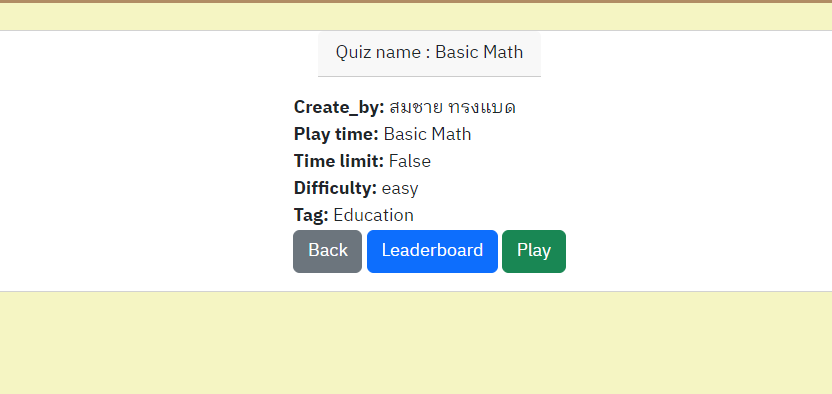 Quiz name : Basic Math
Create_by: สมชาย ทรงแบด
Play time: Basic Math
Time limit: False
Difficulty: easy
Tag: Education
Back Leaderboard Play